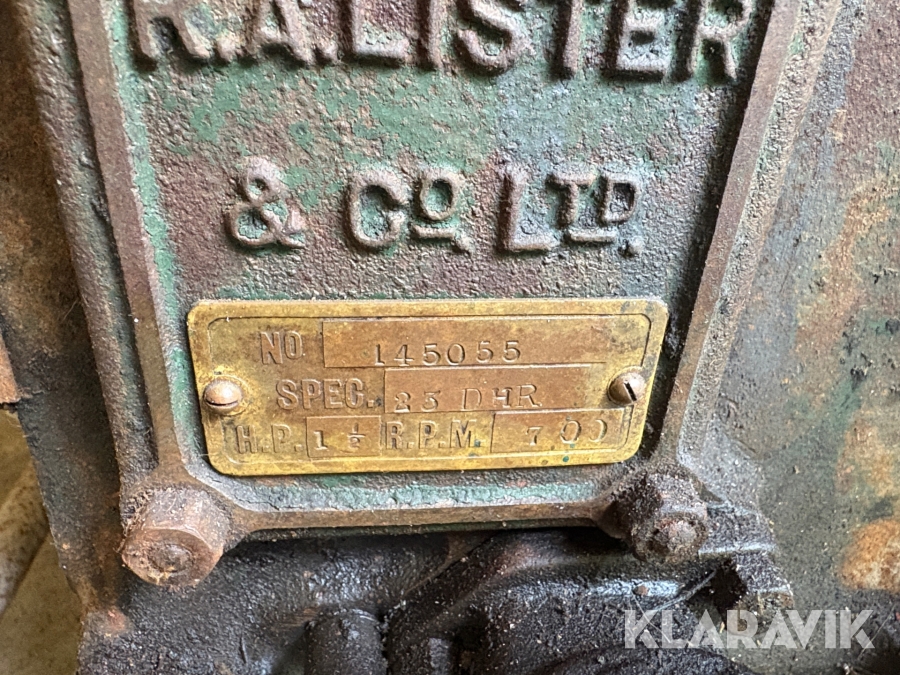 R.A.LISTER
& Co LTD.
NO 145055
SPEC. 23 DHR
H.P. 1½ R.P.M. 700
KLARAVIK